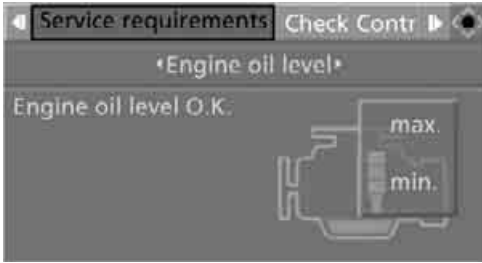 Service requirements Check Contr
Engine oil level
Engine oil level O.K.
max.
min.